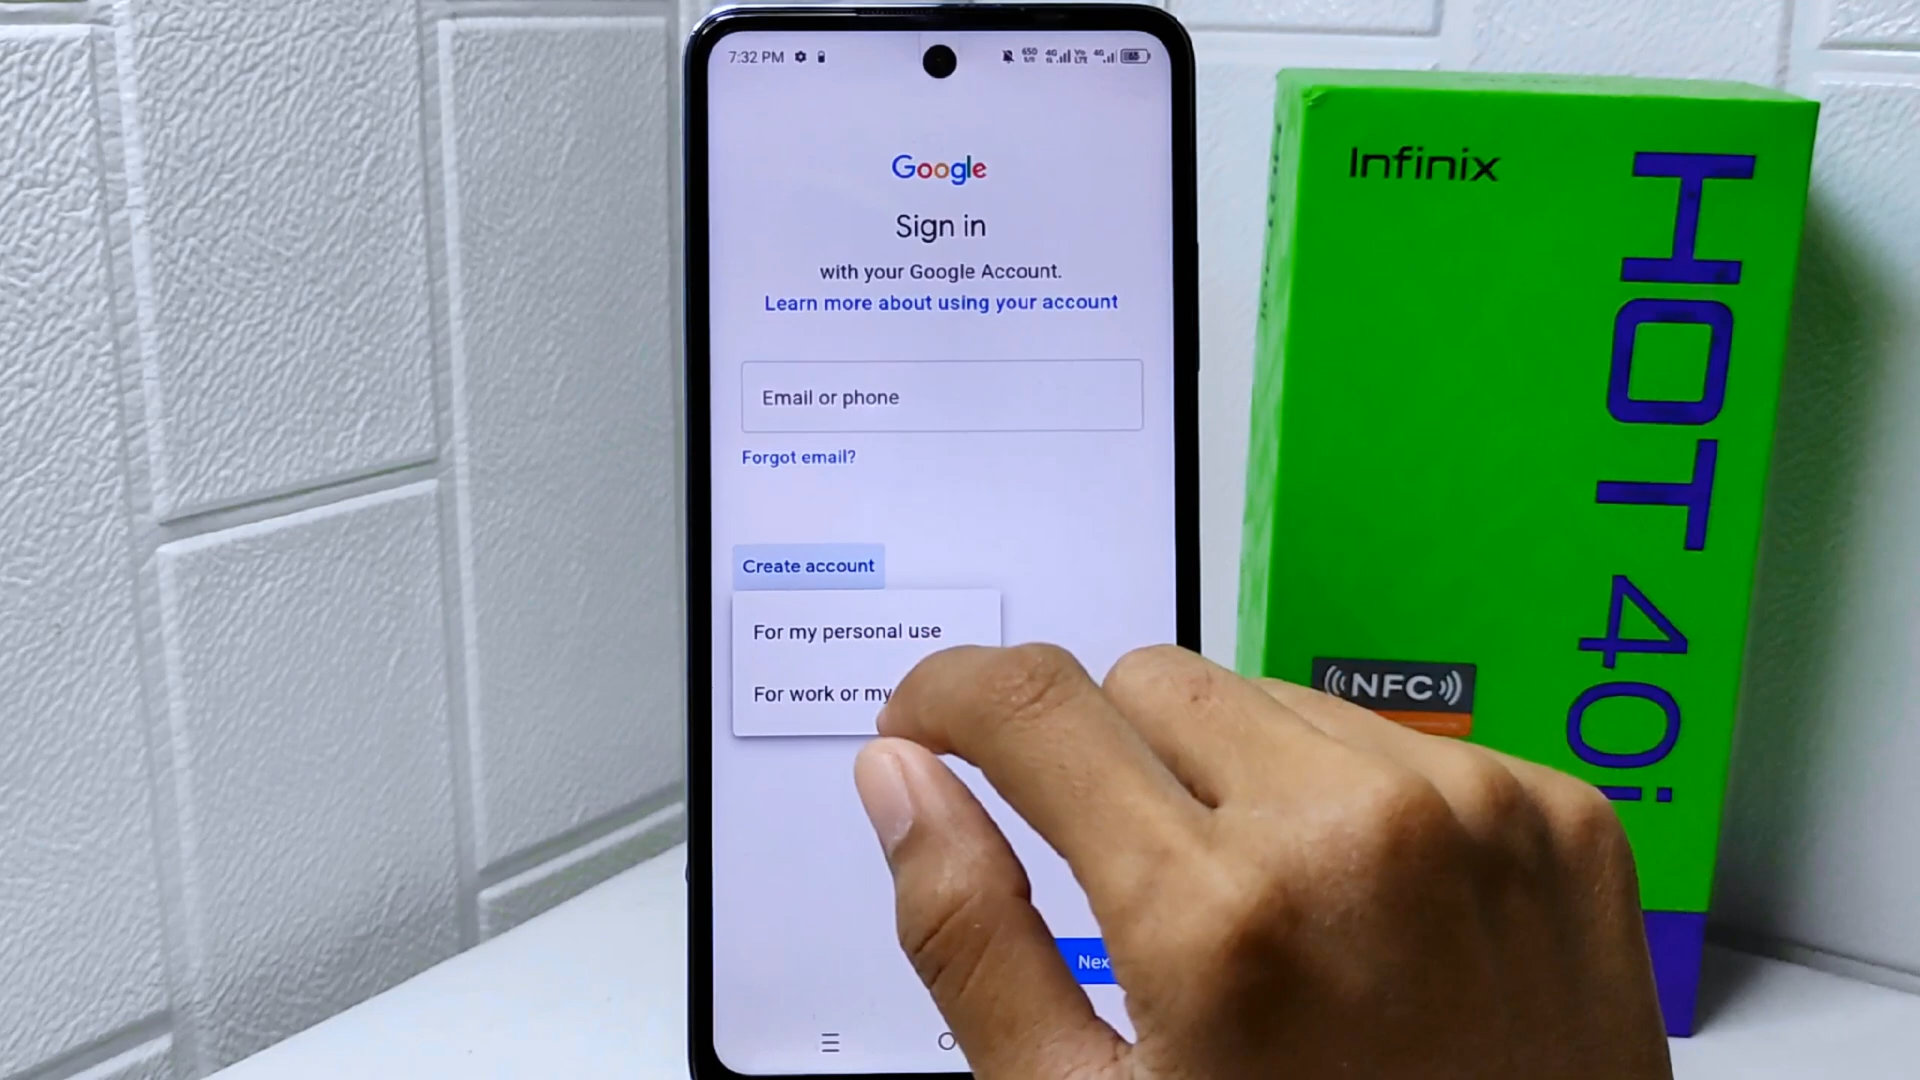 7:32 PM
Google
Sign in
with your Google Account.
Learn more about using your account
Email or phone
Forgot email?
Create account
For my personal use
For work or my
Nex
Infinix
HOT 40i
NFC